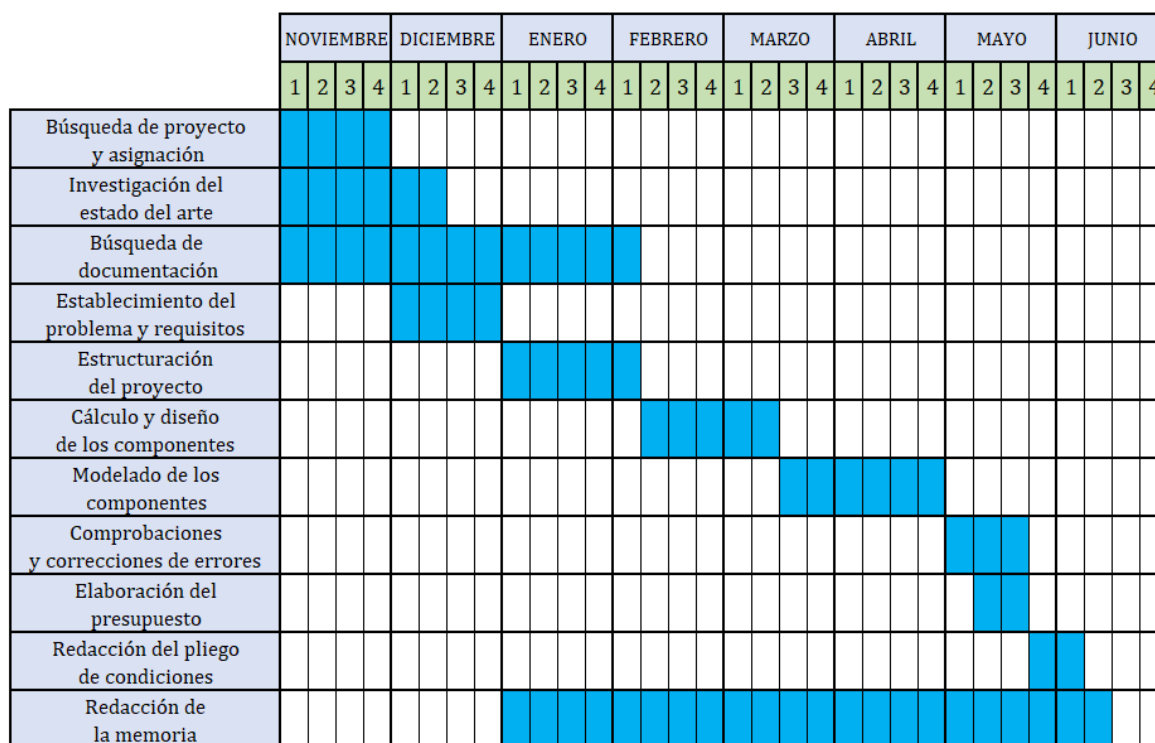 NOVIEMBRE DICIEMBRE ENERO FEBRERO MARZO ABRIL MAYO JUNIO
1 2 3 4 1 2 3 4 1 2 3 4 1 2 3 4 1 2 3 4 1 2 3 4 1 2 3 4 1 2 3 4
Búsqueda de proyecto
y asignación
Investigación del
estado del arte
Búsqueda de
documentación
Establecimiento del
problema y requisitos
Estructuración
del proyecto
Cálculo y diseño
de los componentes
Modelado de los
componentes
Comprobaciones
y correcciones de errores
Elaboración del
presupuesto
Redacción del pliego
de condiciones
Redacción de
la memoria